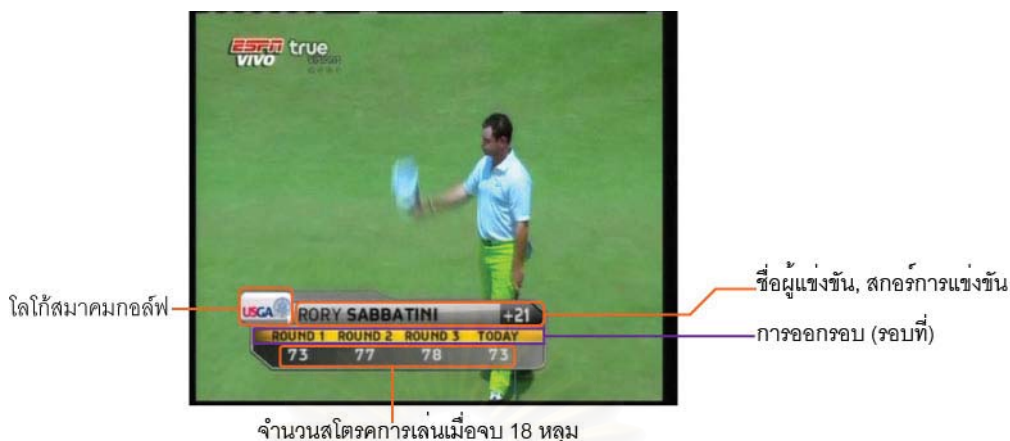 ESPN true
VIVO
โลโก้สมาคมกอล์ฟ
USGA RORY SABBATINI +21
ROUND 1 ROUND 2 ROUND 3 TODAY
73 77 78 73
ชื่อผู้แข่งขัน, สกอร์การแข่งขัน
การออกรอบ (รอบที่)
จำนวนสโตรคการเล่นเมื่อจบ 18 หลุม